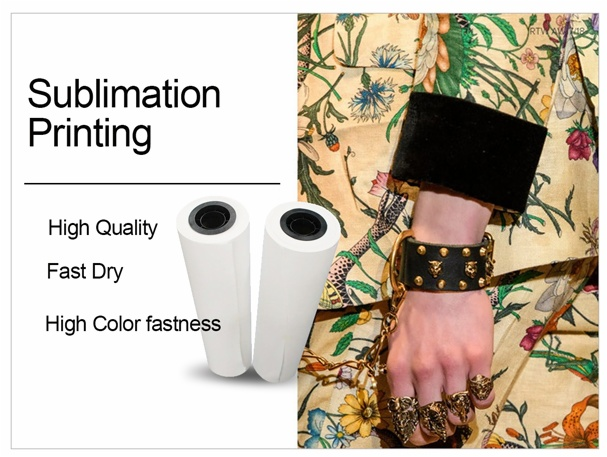 Sublimation
Printing
High Quality
Fast Dry
High Color fastness